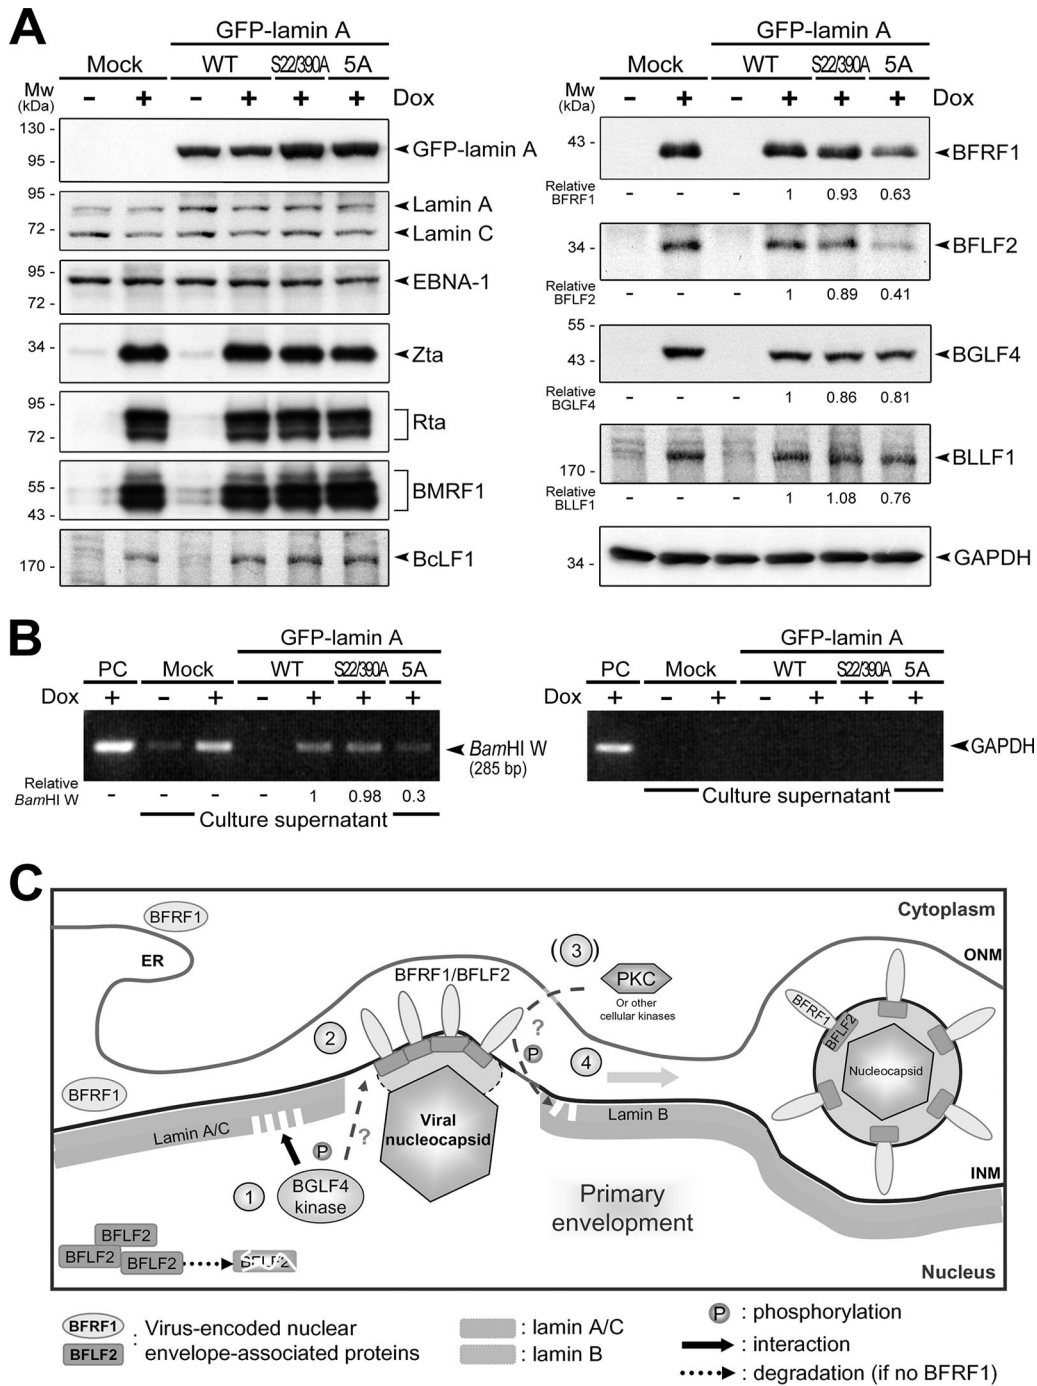 A
GFP-lamin A
Mock WT S22/390A 5A
Mw
(kDa)
– + – + + + Dox
130 -
95 -
GFP-lamin A
95 -
72 -
Lamin A
Lamin C
95 -
72 -
EBNA-1
34 -
Zta
95 -
72 -
Rta
55 -
43 -
BMRF1
170 -
BcLF1
GFP-lamin A
Mock WT S22/390A 5A
Mw
(kDa)
– + – + + + Dox
43 -
BFRF1
Relative
BFRF1
– – – 1 0.93 0.63
34 -
BFLF2
Relative
BFLF2
– – – 1 0.89 0.41
55 -
43 -
BGLF4
Relative
BGLF4
– – – 1 0.86 0.81
170 -
BLLF1
Relative
BLLF1
– – – 1 1.08 0.76
34 -
GAPDH
B
GFP-lamin A
PC Mock WT S22/390A 5A
Dox + – + – + + +
BamHI W
(285 bp)
Relative
BamHI W
- - - - 1 0.98 0.3
Culture supernatant
GFP-lamin A
PC Mock WT S22/390A 5A
Dox + – + – + + +
GAPDH
Culture supernatant
C
Cytoplasm
BFRF1
ER
BFRF1/BFLF2
(3)
PKC
Or other
cellular kinases
ONM
2
?
P
4
BFRF1
BFLF2
Nucleocapsid
BFRF1
Lamin A/C
Viral
nucleocapsid
Lamin B
?
P
1
BGLF4
kinase
Primary
envelopment
INM
BFLF2
BFLF2
BFLF2
BFLF2
Nucleus
BFRF1
BFLF2
: Virus-encoded nuclear
envelope-associated proteins
: lamin A/C
: lamin B
P : phosphorylation
: interaction
: degradation (if no BFRF1)